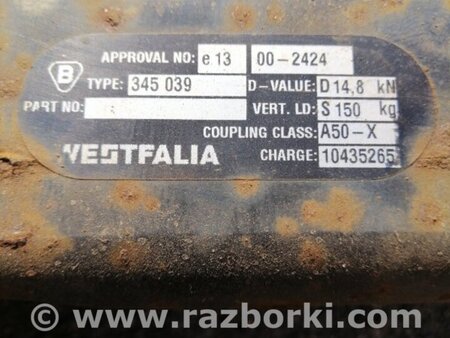 APPROVAL NO: e 13 00-2424
B TYPE: 345 039 D-VALUE: D 14,8 kN
PART NO: VERT. LD: S 150 kg
COUPLING CLASS: A50-X
WESTFALIA CHARGE: 10435265
© www.razborki.com